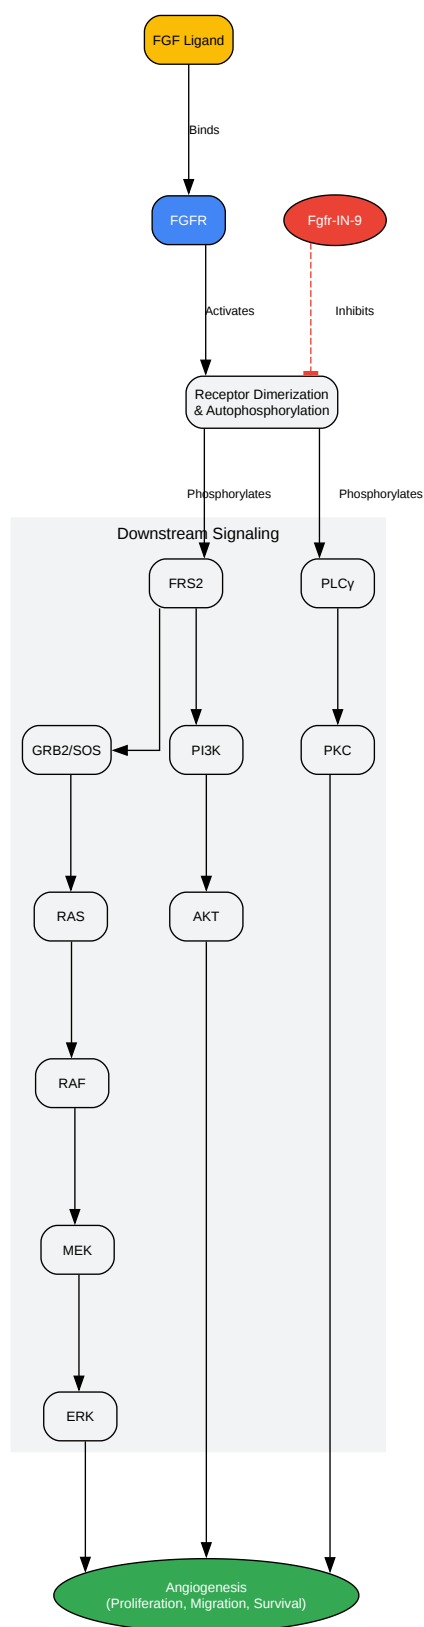 FGF Ligand
Binds
FGFR
Fgfr-IN-9
Activates
Inhibits
Receptor Dimerization
& Autophosphorylation
Phosphorylates
Phosphorylates
Downstream Signaling
FRS2
PLCγ
GRB2/SOS
PI3K
PKC
RAS
AKT
RAF
MEK
ERK
Angiogenesis
(Proliferation, Migration, Survival)